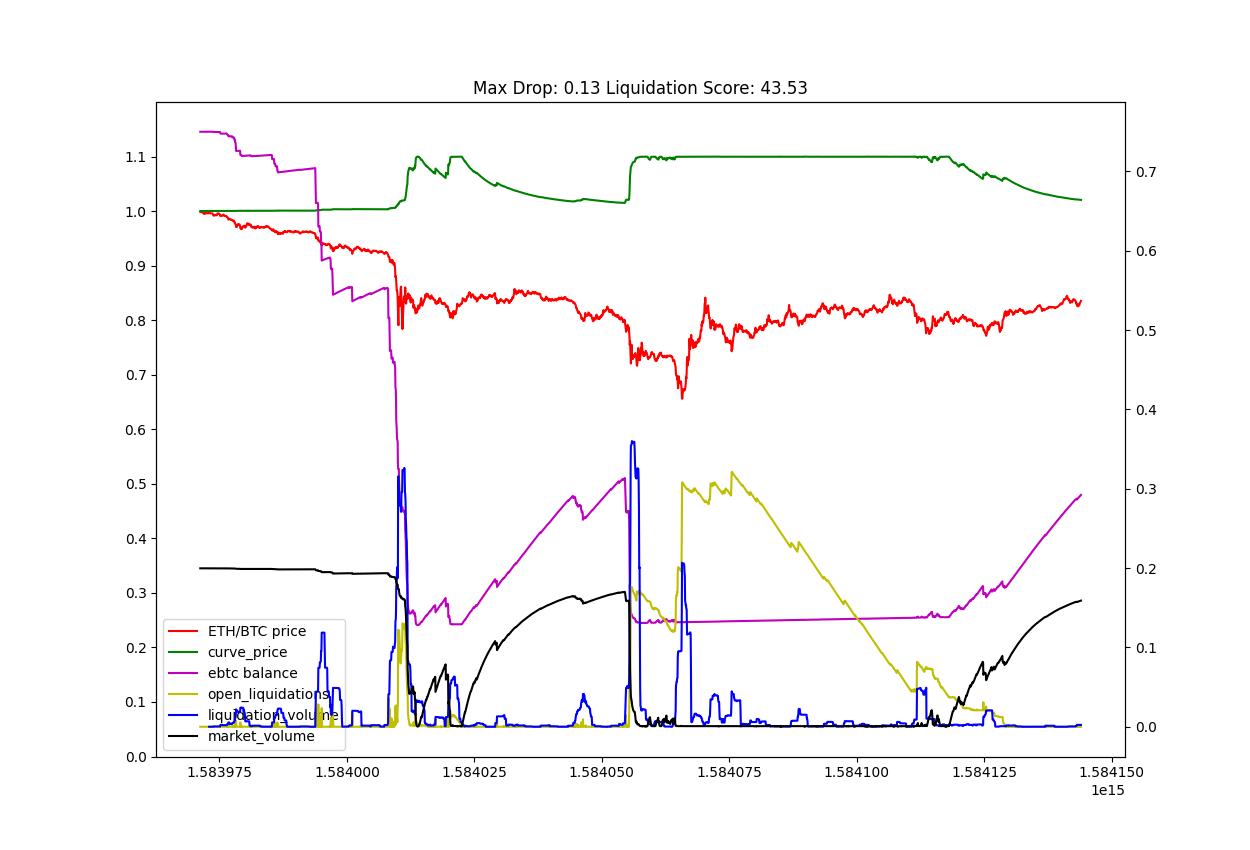 Max Drop: 0.13 Liquidation Score: 43.53
1.1
1.0
0.9
0.8
0.7
0.6
0.5
0.4
0.3
0.2
0.1
0.0
0.7
0.6
0.5
0.4
0.3
0.2
0.1
0.0
ETH/BTC price
curve_price
ebtc balance
open_liquidations
liquidation_volume
market_volume
1.583975 1.584000 1.584025 1.584050 1.584075 1.584100 1.584125 1.584150
1e15